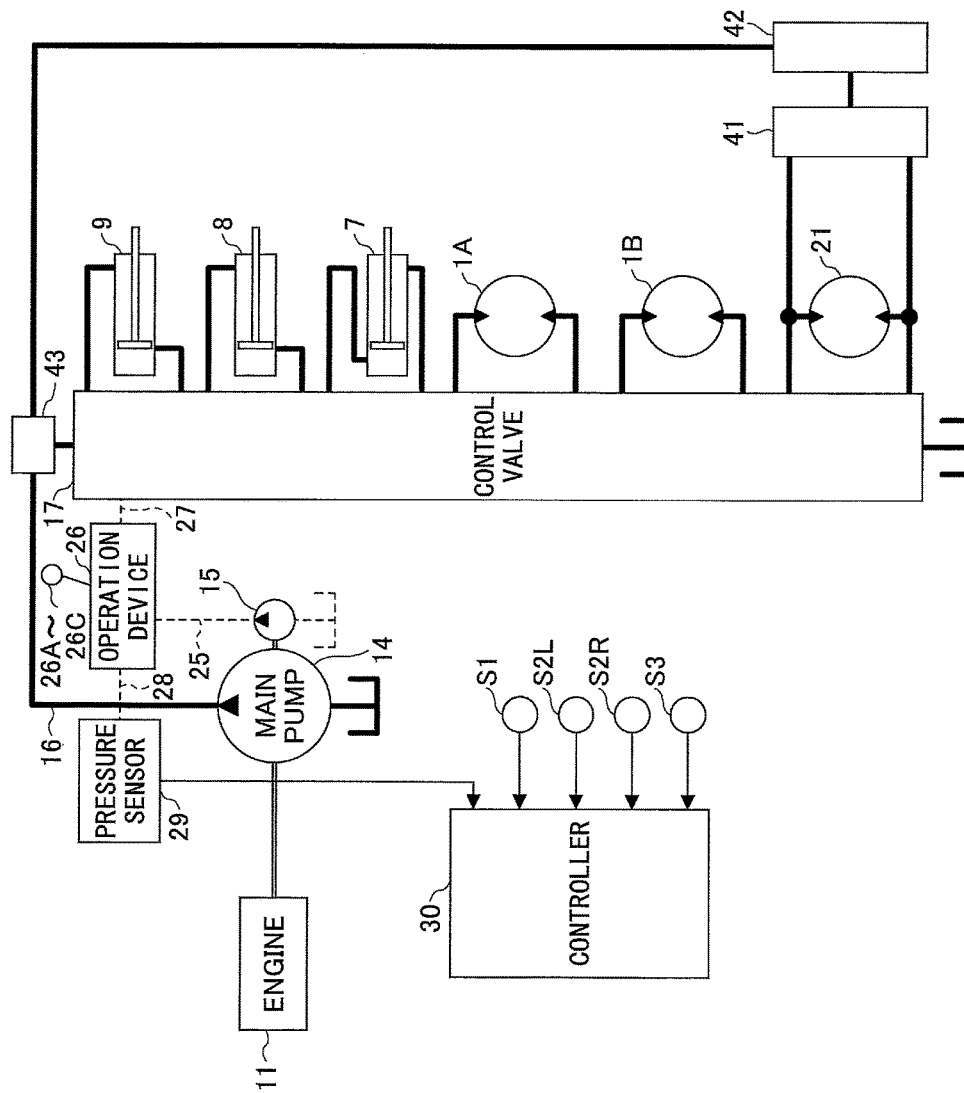 42
41
9
8
7
1A
1B
21
43
CONTROL
VALVE
17
27
26
OPERATION
DEVICE
26A～
26C
15
25
28
14
MAIN
PUMP
16
PRESSURE
SENSOR
29
S1
S2L
S2R
S3
30
CONTROLLER
ENGINE
11